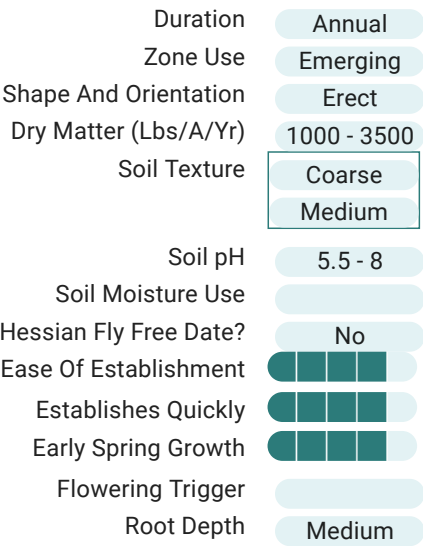 Duration Annual
Zone Use Emerging
Shape And Orientation Erect
Dry Matter (Lbs/A/Yr) 1000 - 3500
Soil Texture Coarse
Medium
Soil pH 5.5 - 8
Soil Moisture Use
Hessian Fly Free Date? No
Ease Of Establishment
Establishes Quickly
Early Spring Growth
Flowering Trigger
Root Depth Medium